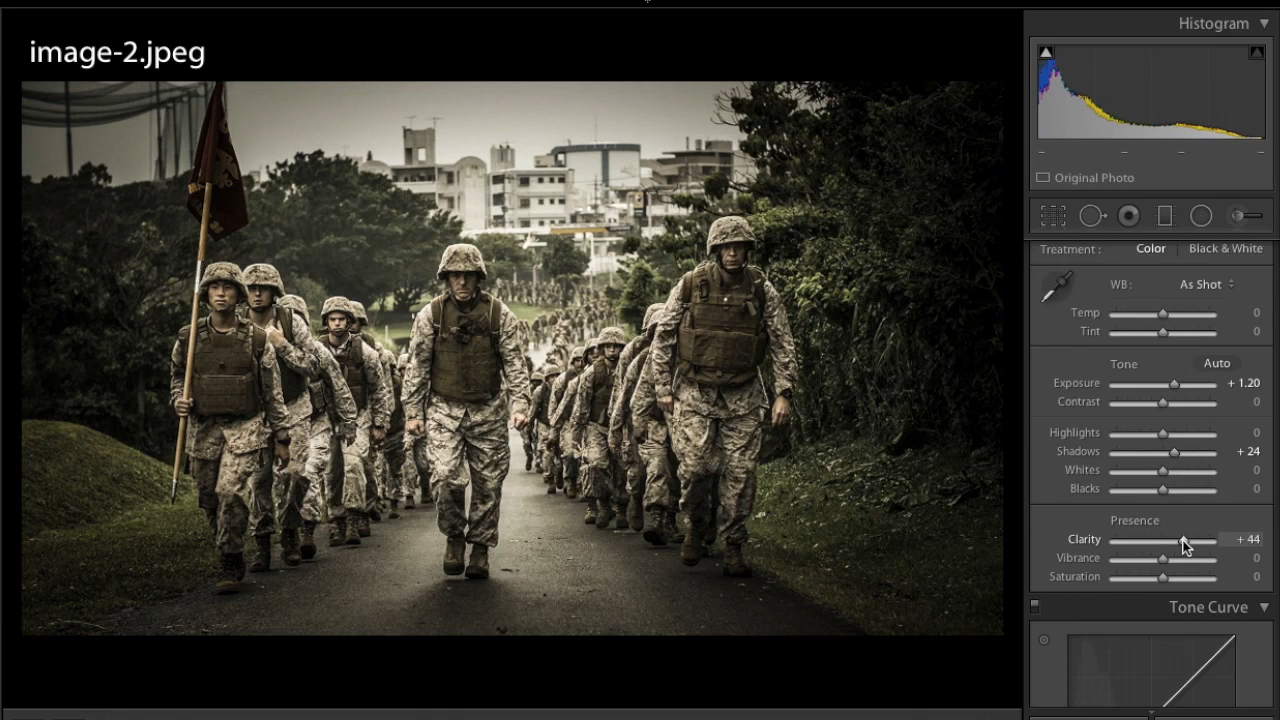 image-2.jpeg
Histogram
Original Photo
Treatment : Color Black & White
WB : As Shot
Temp 0
Tint 0
Tone Auto
Exposure + 1.20
Contrast 0
Highlights 0
Shadows + 24
Whites 0
Blacks 0
Presence
Clarity + 44
Vibrance 0
Saturation 0
Tone Curve